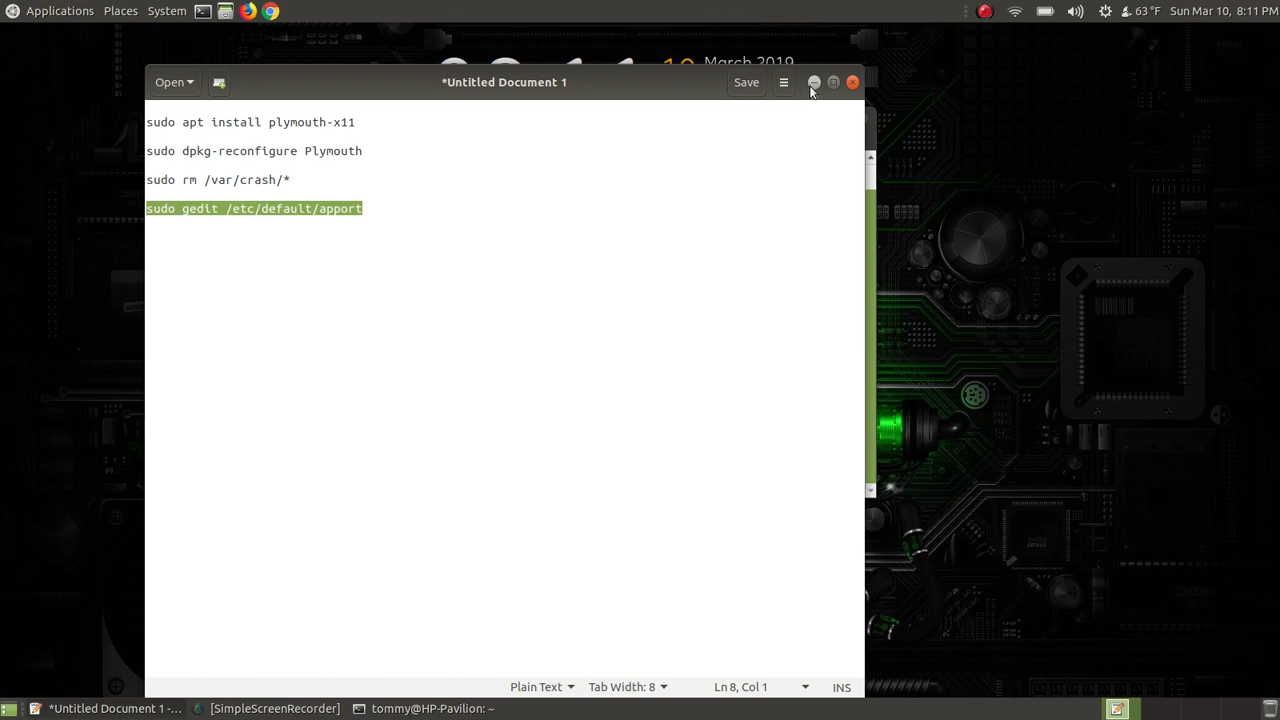 Applications Places System 63 °F Sun Mar 10, 8:11 PM
March 2019
Open *Untitled Document 1 Save
sudo apt install plymouth-x11
sudo dpkg-reconfigure Plymouth
sudo rm /var/crash/*
sudo gedit /etc/default/apport
Plain Text Tab Width: 8 Ln 8, Col 1 INS
*Untitled Document 1 -... [SimpleScreenRecorder] tommy@HP-Pavilion: ~